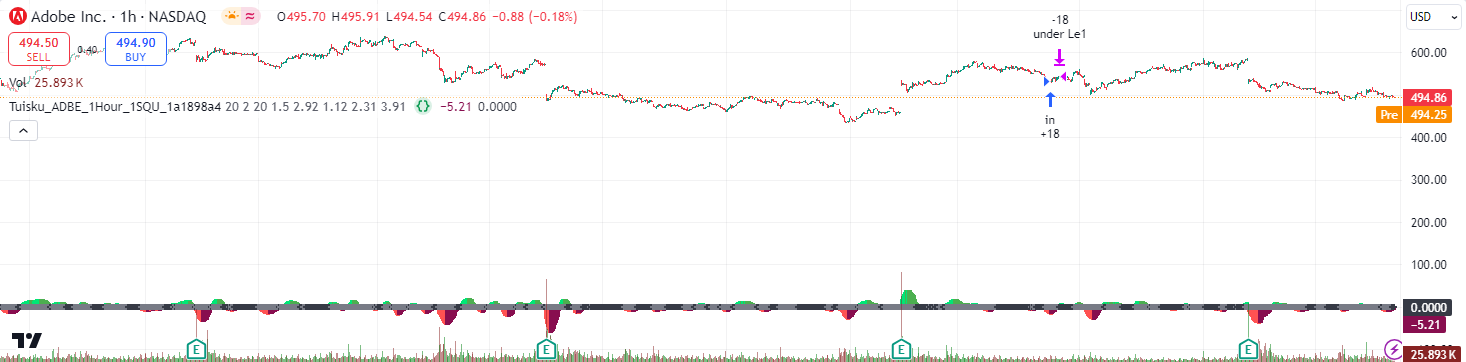 Adobe Inc. · 1h · NASDAQ O495.70 H495.91 L494.54 C494.86 −0.88 (−0.18%)
494.50 SELL
0.40
494.90 BUY
Vol 25.893 K
Tuisku_ADBE_1Hour_1SQU_1a1898a4 20 2 20 1.5 2.92 1.12 2.31 3.91 −5.21 0.0000
-18
under Le1
in
+18
E
E
E
E
USD
600.00
494.86
Pre 494.25
400.00
300.00
200.00
100.00
0.0000
−5.21
25.893 K